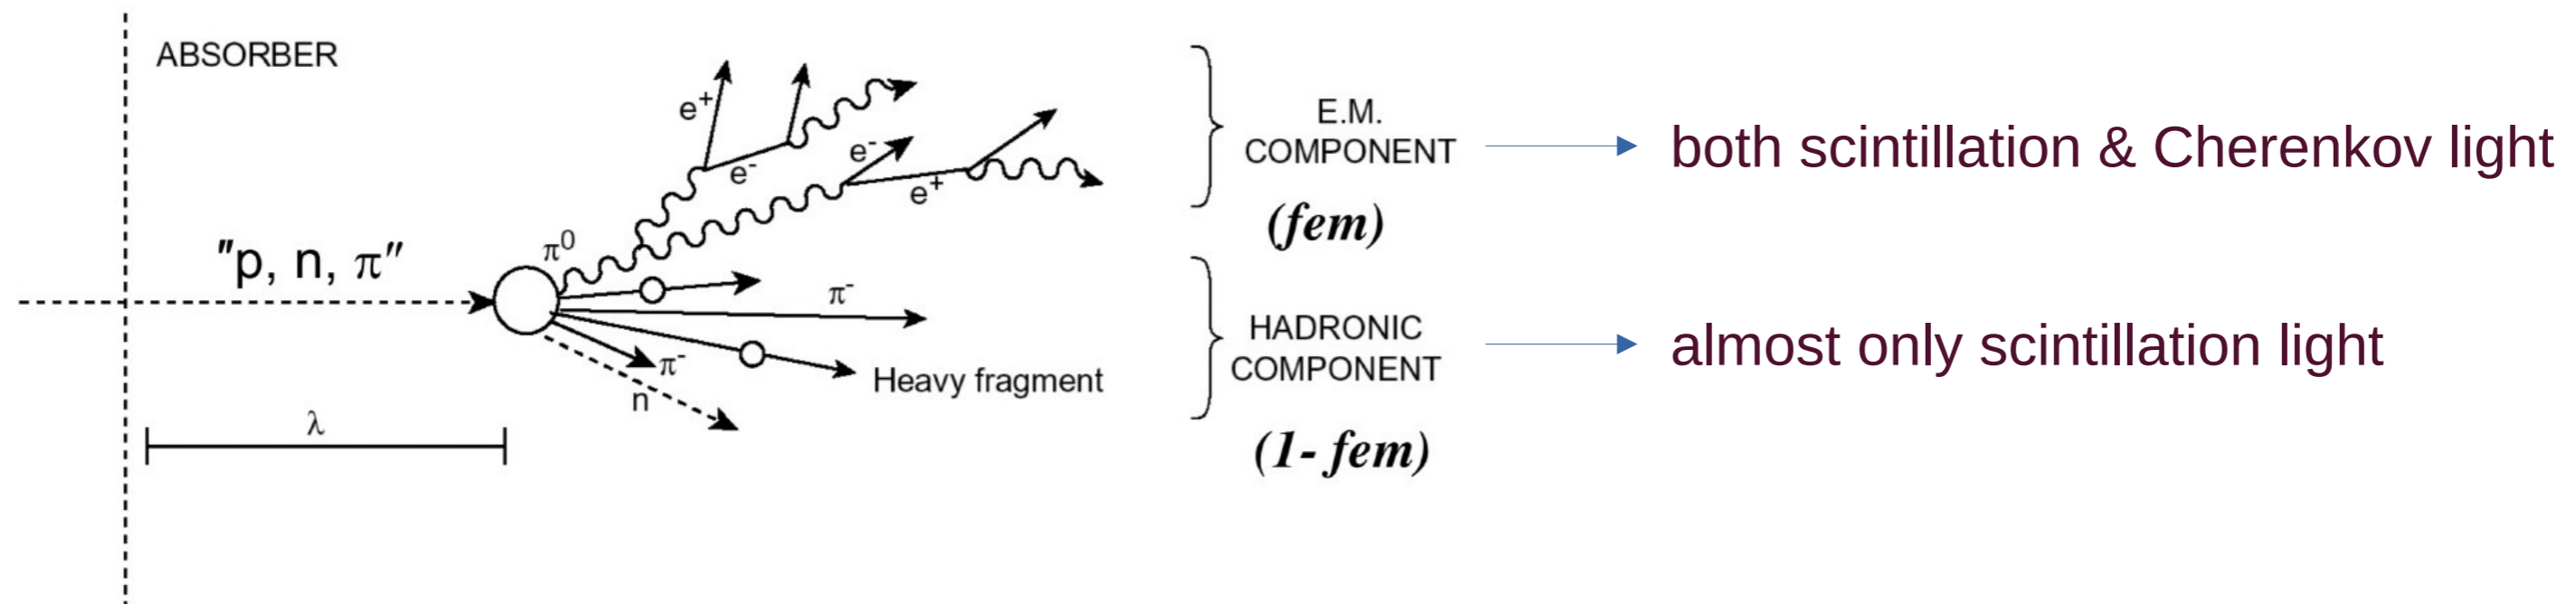 ABSORBER
e⁺
e⁻
e⁻
e⁺
π⁰
"p, n, π"
π⁻
π⁻
n
Heavy fragment
λ
E.M.
COMPONENT
(fem)
HADRONIC
COMPONENT
(1- fem)
both scintillation & Cherenkov light
almost only scintillation light